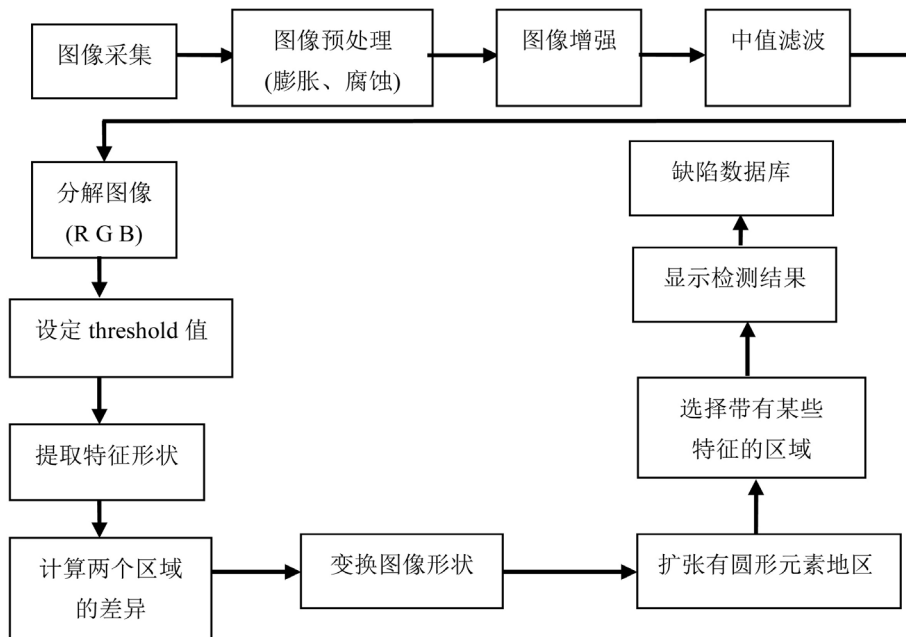 图像采集
图像预处理
(膨胀、腐蚀)
图像增强
中值滤波
分解图像
(R G B)
设定 threshold 值
提取特征形状
计算两个区域
的差异
变换图像形状
扩张有圆形元素地区
选择带有某些
特征的区域
显示检测结果
缺陷数据库